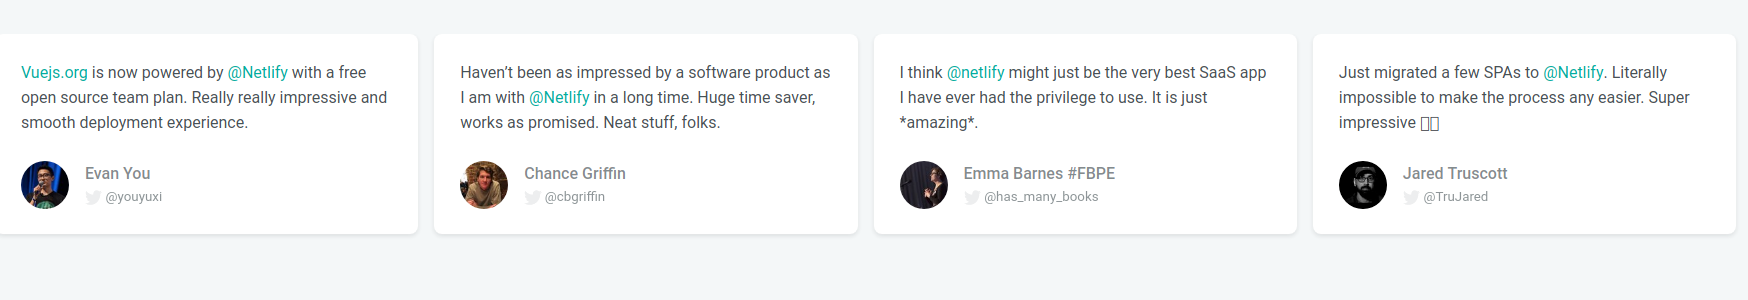 Vuejs.org is now powered by @Netlify with a free
open source team plan. Really really impressive and
smooth deployment experience.
Evan You
@youyuxi
Haven’t been as impressed by a software product as
I am with @Netlify in a long time. Huge time saver,
works as promised. Neat stuff, folks.
Chance Griffin
@cbgriffin
I think @netlify might just be the very best SaaS app
I have ever had the privilege to use. It is just
*amazing*.
Emma Barnes #FBPE
@has_many_books
Just migrated a few SPAs to @Netlify. Literally
impossible to make the process any easier. Super
impressive
Jared Truscott
@TruJared